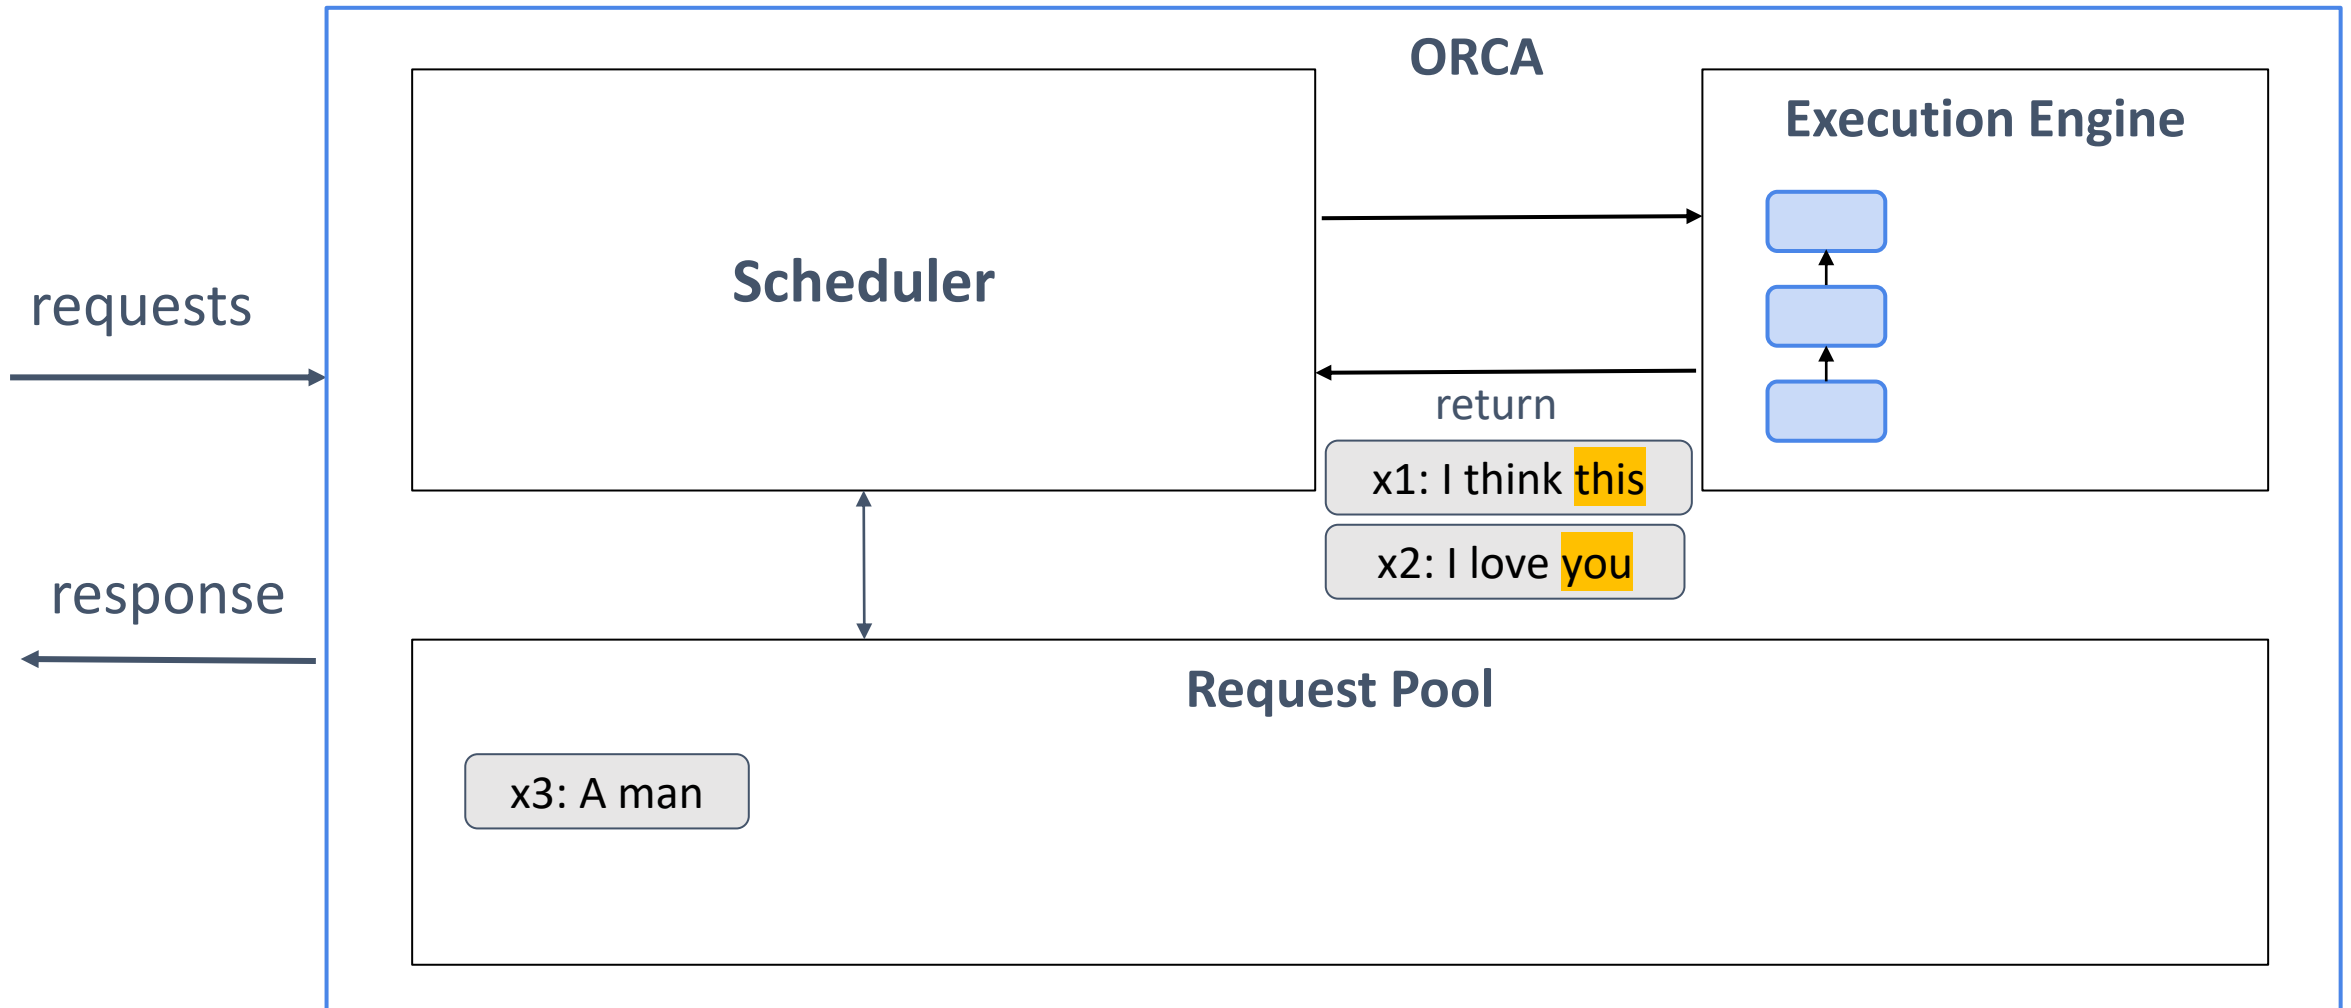 ORCA
Execution Engine
Scheduler
requests
return
x1: I think this
x2: I love you
response
Request Pool
x3: A man